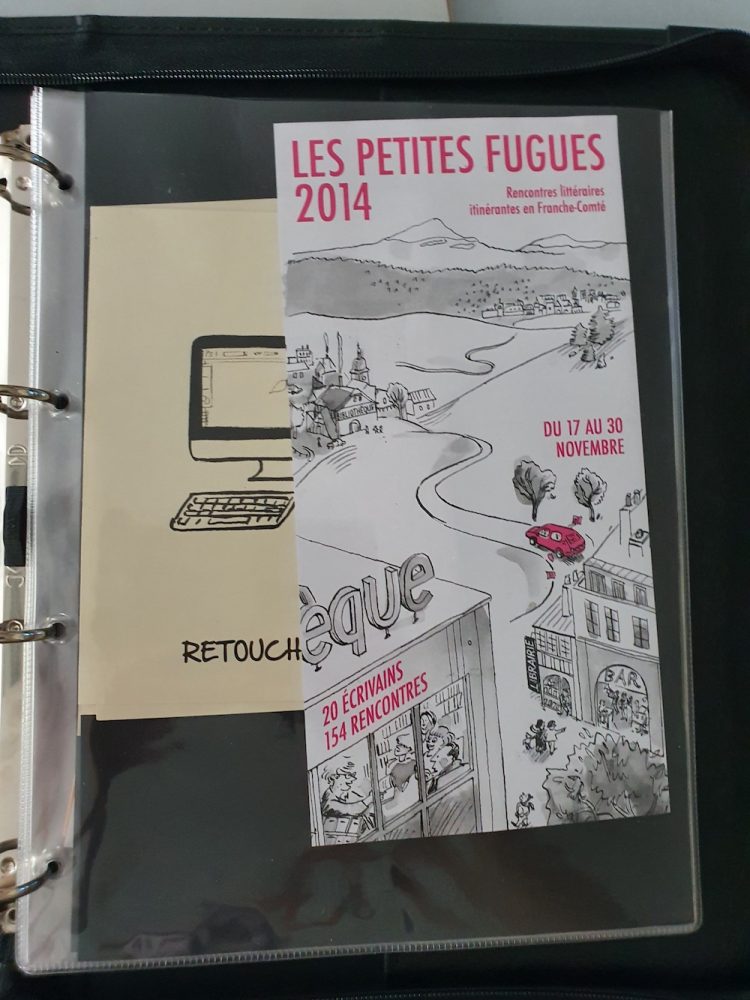 LES PETITES FUGUES
2014
Rencontres littéraires
itinérantes en Franche-Comté
BIBLIOTHÈQUE
DU 17 AU 30
NOVEMBRE
èque
LIBRAIRIE
BAR
20 ÉCRIVAINS
154 RENCONTRES
RETOUCH